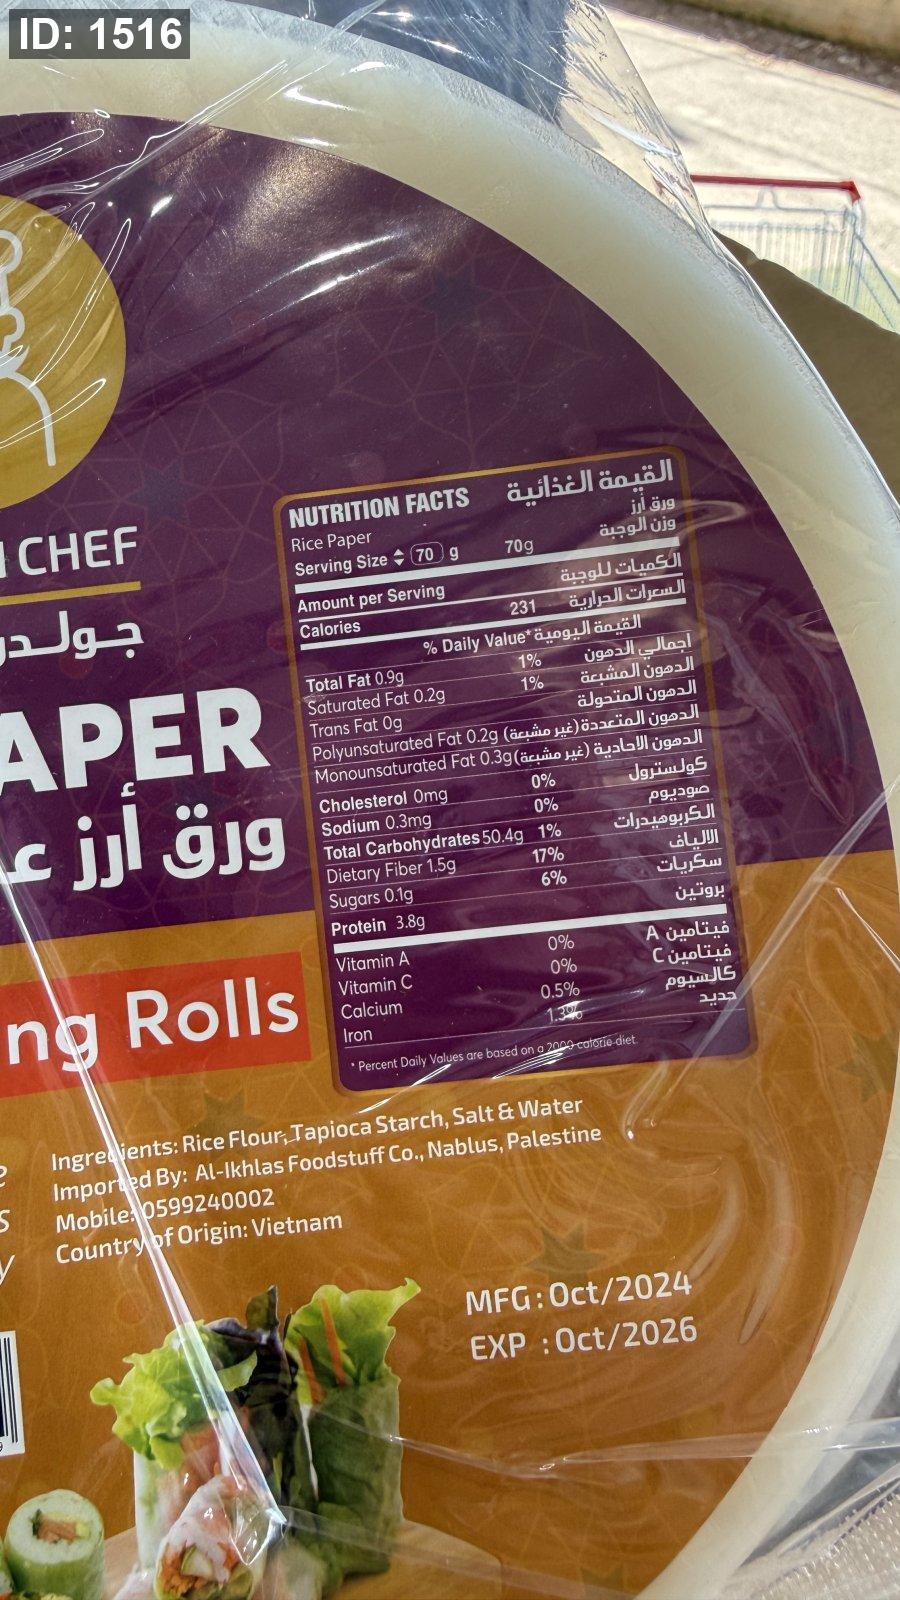 ID: 1516
CHEF
جولد
APER
ورق أرز ع
ng Rolls
NUTRITION FACTS القيمة الغذائية
Rice Paper ورق أرز
Serving Size 70 g 70g وزن الوجبة
Amount per Serving الكميات للوجبة
Calories 231 السعرات الحرارية
% Daily Value* القيمة اليومية
Total Fat 0.9g 1% أجمالي الدهون
Saturated Fat 0.2g 1% الدهون المشبعة
Trans Fat 0g الدهون المتحولة
Polyunsaturated Fat 0.2g الدهون المتعددة (غير مشبعة)
Monounsaturated Fat 0.3g الدهون الاحادية (غير مشبعة)
Cholesterol 0mg 0% كولسترول
Sodium 0.3mg 0% صوديوم
Total Carbohydrates 50.4g 1% الكربوهيدرات
Dietary Fiber 1.5g 17% الالياف
Sugars 0.1g 6% سكريات
Protein 3.8g بروتين
Vitamin A 0% فيتامين A
Vitamin C 0% فيتامين C
Calcium 0.5% كالسيوم
Iron 1.3% حديد
* Percent Daily Values are based on a 2000 calorie diet.
Ingredients: Rice Flour, Tapioca Starch, Salt & Water
Imported By: Al-Ikhlas Foodstuff Co., Nablus, Palestine
Mobile: 0599240002
Country of Origin: Vietnam
MFG : Oct/2024
EXP : Oct/2026